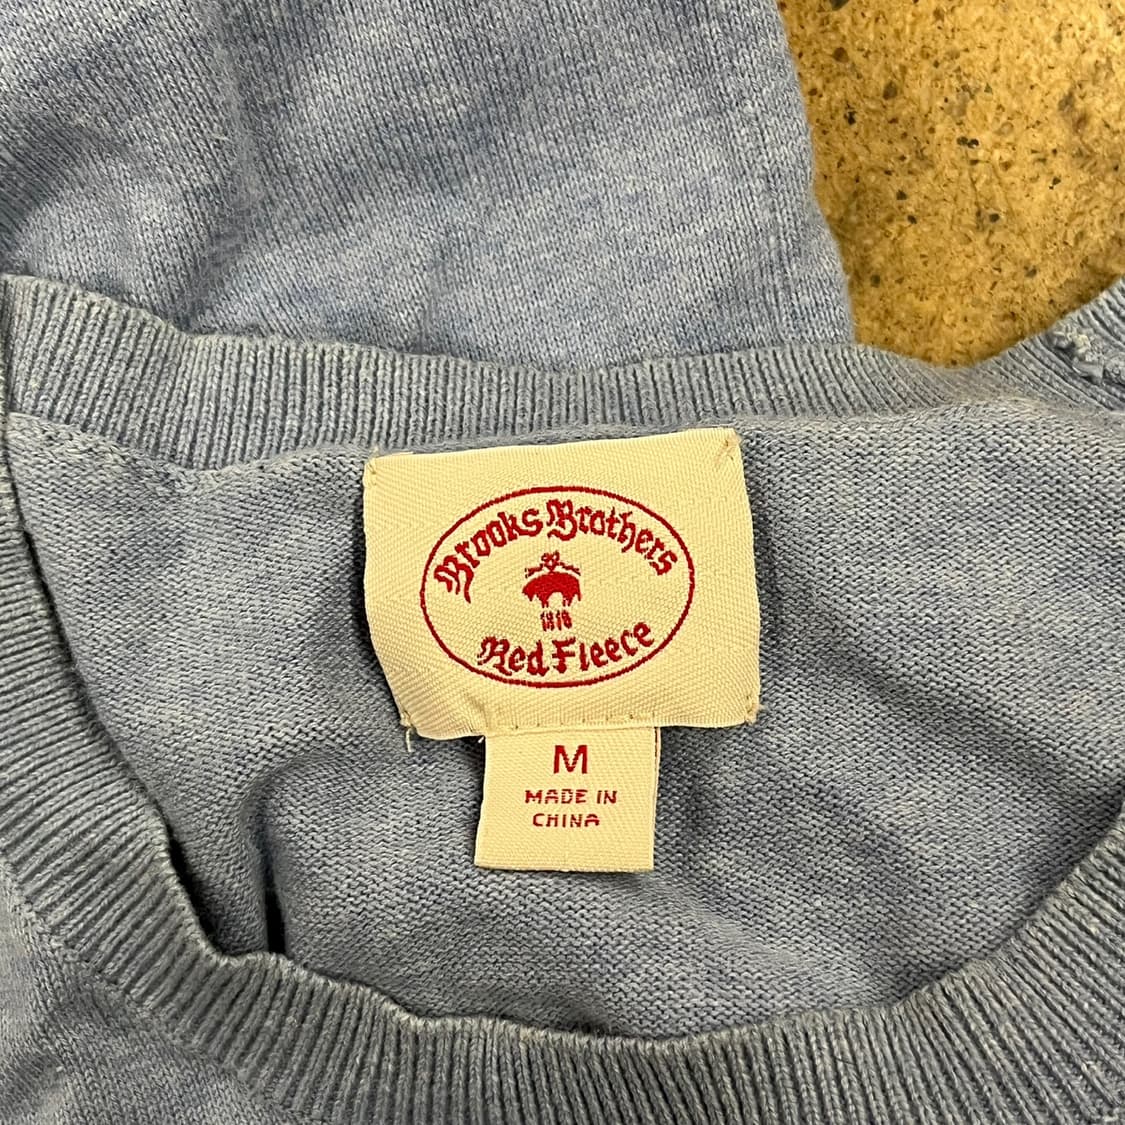 Brooks Brothers
1818
Red Fleece
M
MADE IN
CHINA